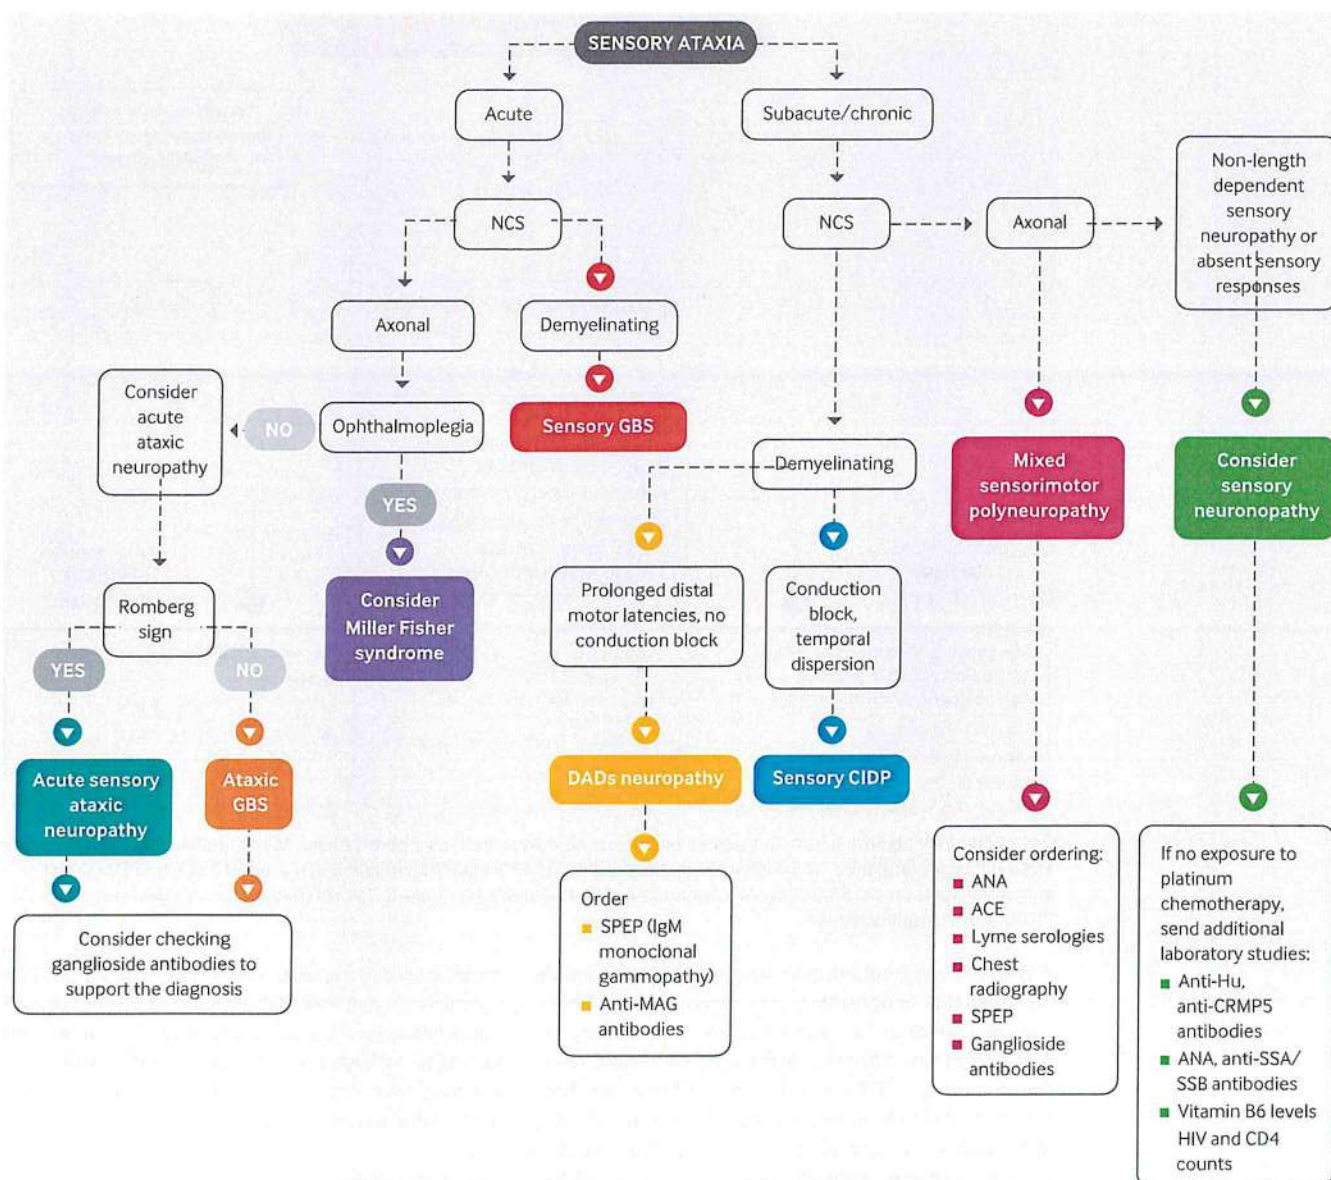 SENSORY ATAXIA
Acute
Subacute/chronic
NCS
NCS
Axonal
Non-length
dependent
sensory
neuropathy or
absent sensory
responses
Axonal
Demyelinating
Consider
acute
ataxic
neuropathy
NO
Ophthalmoplegia
Sensory GBS
YES
Consider
Miller Fisher
syndrome
Romberg
sign
YES
NO
Acute sensory
ataxic
neuropathy
Ataxic
GBS
Consider checking
ganglioside antibodies to
support the diagnosis
Demyelinating
Prolonged distal
motor latencies, no
conduction block
Conduction
block,
temporal
dispersion
DADs neuropathy
Sensory CIDP
Order
SPEP (IgM
monoclonal
gammopathy)
Anti-MAG
antibodies
Mixed
sensorimotor
polyneuropathy
Consider ordering:
ANA
ACE
Lyme serologies
Chest
radiography
SPEP
Ganglioside
antibodies
Consider
sensory
neuronopathy
If no exposure to
platinum
chemotherapy,
send additional
laboratory studies:
Anti-Hu,
anti-CRMP5
antibodies
ANA, anti-SSA/
SSB antibodies
Vitamin B6 levels
HIV and CD4
counts